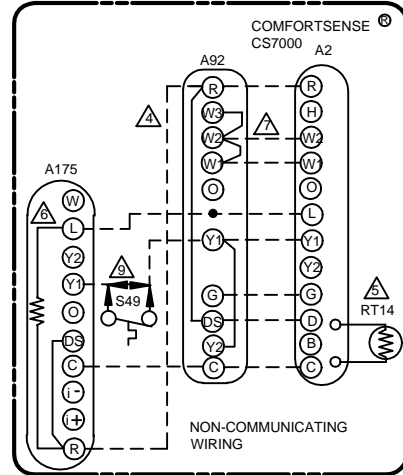 COMFORTSENSE ®
CS7000
A92
A2
R
R
W3
H
4
7
W2
W2
W1
W1
A175
O
O
W
6
L
L
Y1
Y1
Y2
9
Y2
Y1
S49
O
G
G
5
DS
DS
D
RT14
Y2
B
C
C
C
i-
i+
NON-COMMUNICATING
R
WIRING